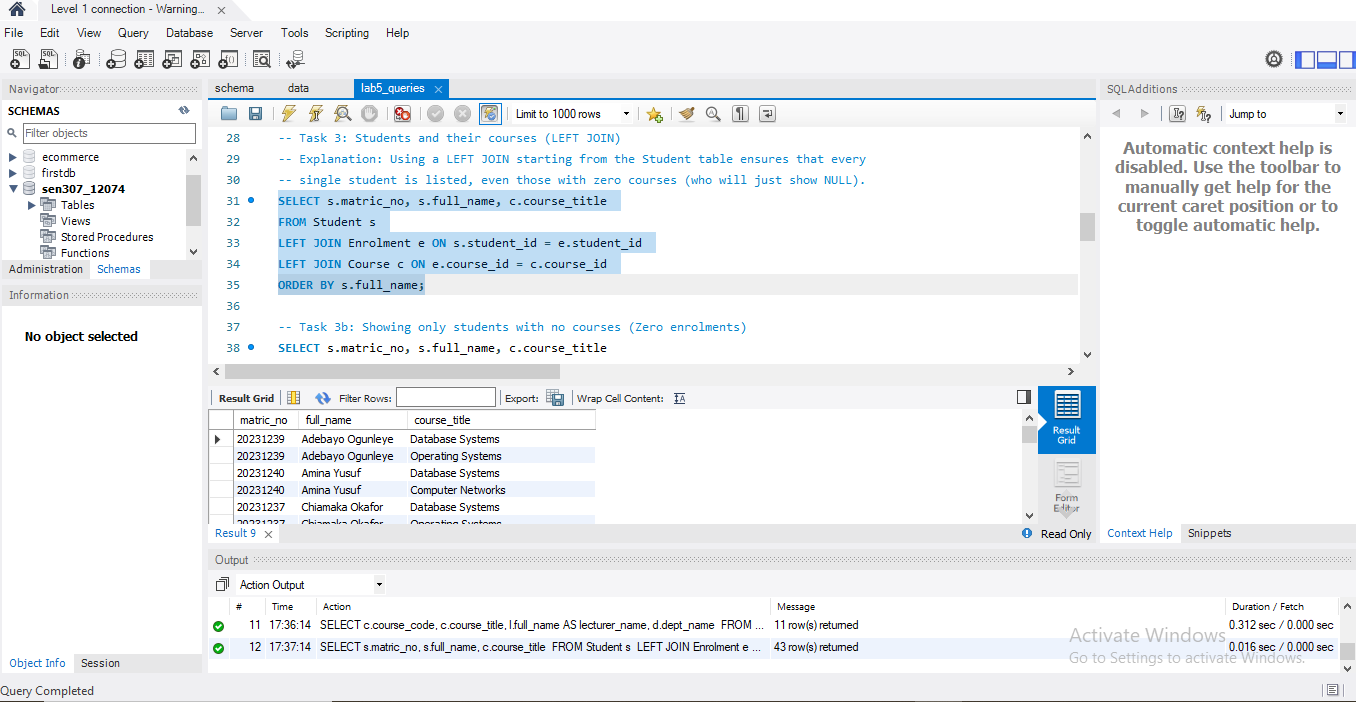 Level 1 connection - Warning...
File Edit View Query Database Server Tools Scripting Help
Navigator
SCHEMAS
Filter objects
ecommerce
firstdb
sen307_12074
Tables
Views
Stored Procedures
Functions
Administration Schemas
Information
No object selected
Object Info Session
schema data lab5_queries
Limit to 1000 rows
28 -- Task 3: Students and their courses (LEFT JOIN)
29 -- Explanation: Using a LEFT JOIN starting from the Student table ensures that every
30 -- single student is listed, even those with zero courses (who will just show NULL).
31 SELECT s.matric_no, s.full_name, c.course_title
32 FROM Student s
33 LEFT JOIN Enrolment e ON s.student_id = e.student_id
34 LEFT JOIN Course c ON e.course_id = c.course_id
35 ORDER BY s.full_name;
36
37 -- Task 3b: Showing only students with no courses (Zero enrolments)
38 SELECT s.matric_no, s.full_name, c.course_title
Result Grid Filter Rows: Export: Wrap Cell Content:
matric_no full_name course_title
20231239 Adebayo Ogunleye Database Systems
20231239 Adebayo Ogunleye Operating Systems
20231240 Amina Yusuf Database Systems
20231240 Amina Yusuf Computer Networks
20231237 Chiamaka Okafor Database Systems
20231237 Chiamaka Okafor Operating Systems
Result Grid
Form Editor
Result 9
Read Only
SQLAdditions
Jump to
Automatic context help is
disabled. Use the toolbar to
manually get help for the
current caret position or to
toggle automatic help.
Context Help Snippets
Output
Action Output
# Time Action Message Duration / Fetch
11 17:36:14 SELECT c.course_code, c.course_title, l.full_name AS lecturer_name, d.dept_name FROM ... 11 row(s) returned 0.312 sec / 0.000 sec
12 17:37:14 SELECT s.matric_no, s.full_name, c.course_title FROM Student s LEFT JOIN Enrolment e ... 43 row(s) returned 0.016 sec / 0.000 sec
Activate Windows
Go to Settings to activate Windows.
Query Completed